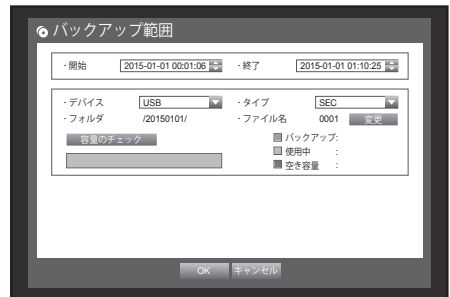 バックアップ範囲
·開始 2015-01-01 00:01:06 ·終了 2015-01-01 01:10:25
·デバイス USB ·タイプ SEC
·フォルダ /20150101/ ·ファイル名 0001 変更
容量のチェック バックアップ:
使用中 :
空き容量 :
OK キャンセル